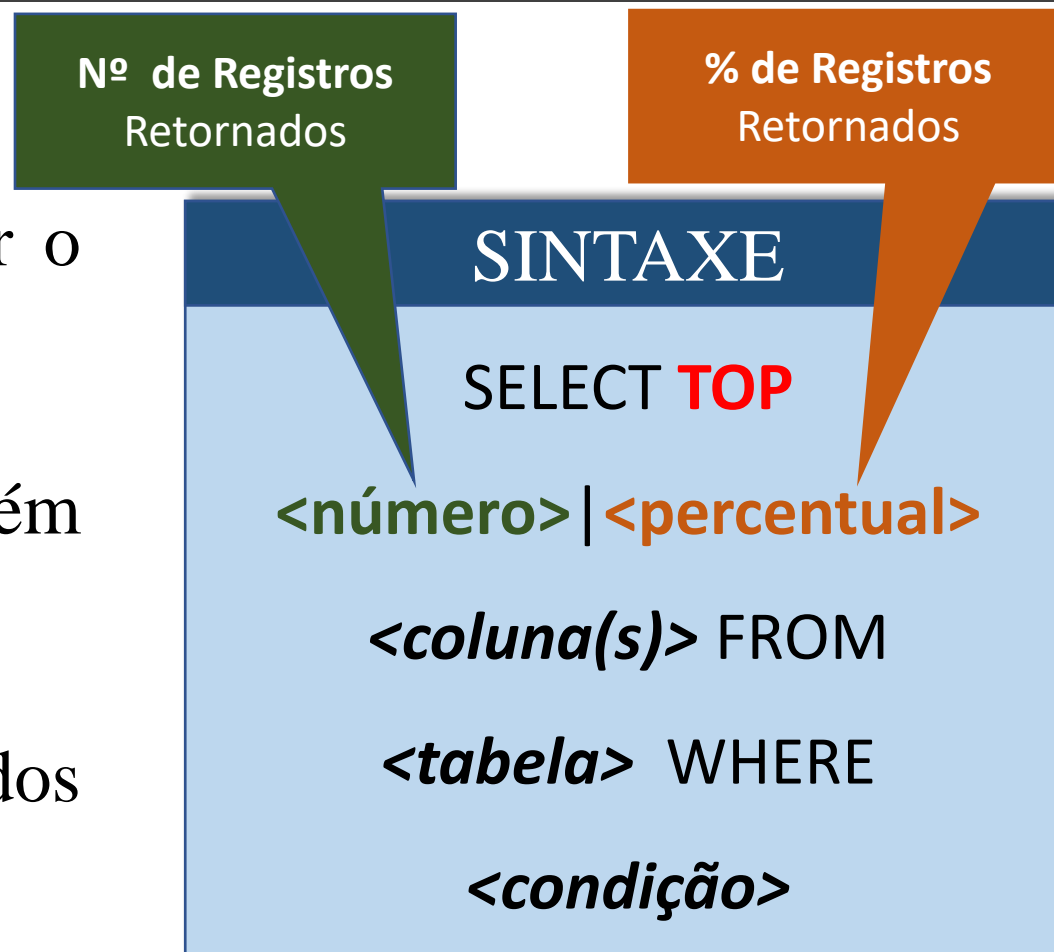 Nº de Registros
Retornados
% de Registros
Retornados
o
SINTAXE
SELECT TOP
<número>|<percentual>
<coluna(s)> FROM
<tabela> WHERE
<condição>